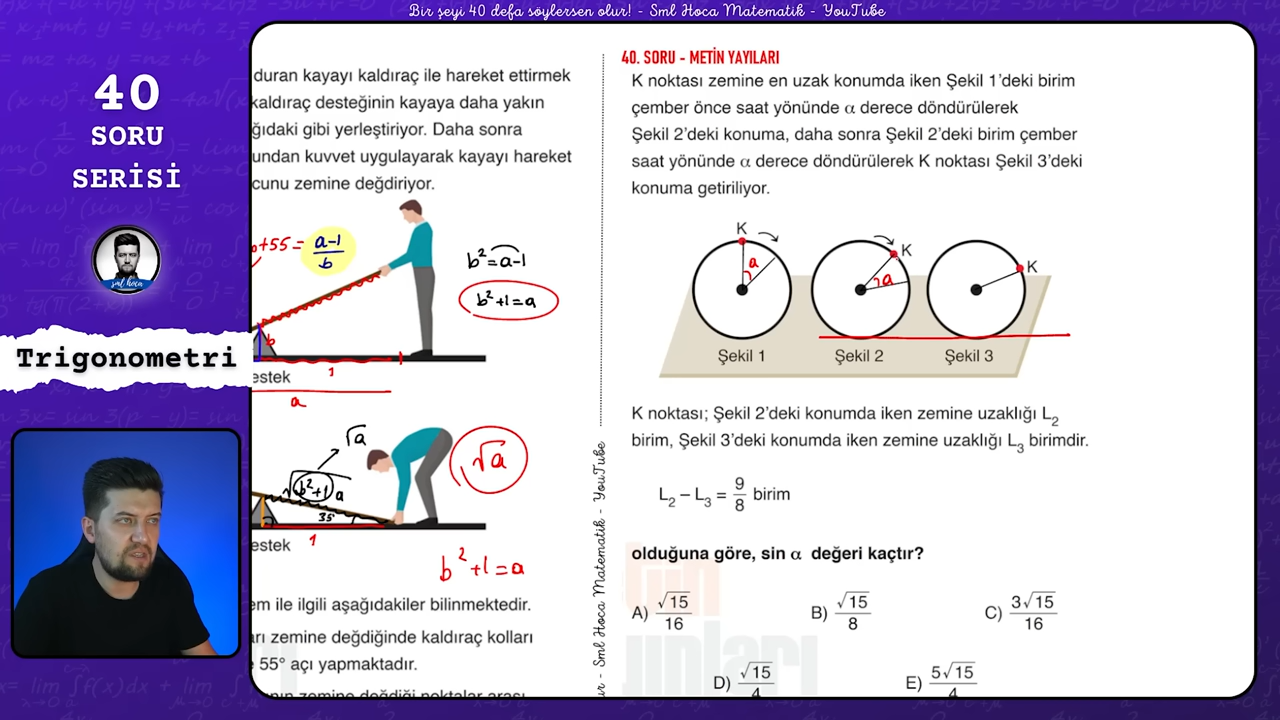 Bir şeyi 40 defa söylersen olur! - Sml Hoca Matematik - YouTube
40
SORU
SERİSİ
sml hoca
Trigonometri
duran kayayı kaldıraç ile hareket ettirmek
kaldıraç desteğinin kayaya daha yakın
ğıdaki gibi yerleştiriyor. Daha sonra
undan kuvvet uygulayarak kayayı hareket
cunu zemine değdiriyor.
+55 = a-1/b
b² = a-1
b²+1=a
b
1
estek
a
√a
√b²+1 a
35
√a
estek
1
b²+1=a
em ile ilgili aşağıdakiler bilinmektedir.
arı zemine değdiğinde kaldıraç kolları
e 55° açı yapmaktadır.
40. SORU - METİN YAYILARI
K noktası zemine en uzak konumda iken Şekil 1'deki birim
çember önce saat yönünde α derece döndürülerek
Şekil 2'deki konuma, daha sonra Şekil 2'deki birim çember
saat yönünde α derece döndürülerek K noktası Şekil 3'deki
konuma getiriliyor.
K
K
K
a
a
Şekil 1
Şekil 2
Şekil 3
K noktası; Şekil 2'deki konumda iken zemine uzaklığı L₂
birim, Şekil 3'deki konumda iken zemine uzaklığı L₃ birimdir.
L₂ – L₃ = 9/8 birim
olduğuna göre, sin α değeri kaçtır?
A) √15/16
B) √15/8
C) 3√15/16
D) √15/4
E) 5√15/4
ur - Sml Hoca Matematik - YouTube